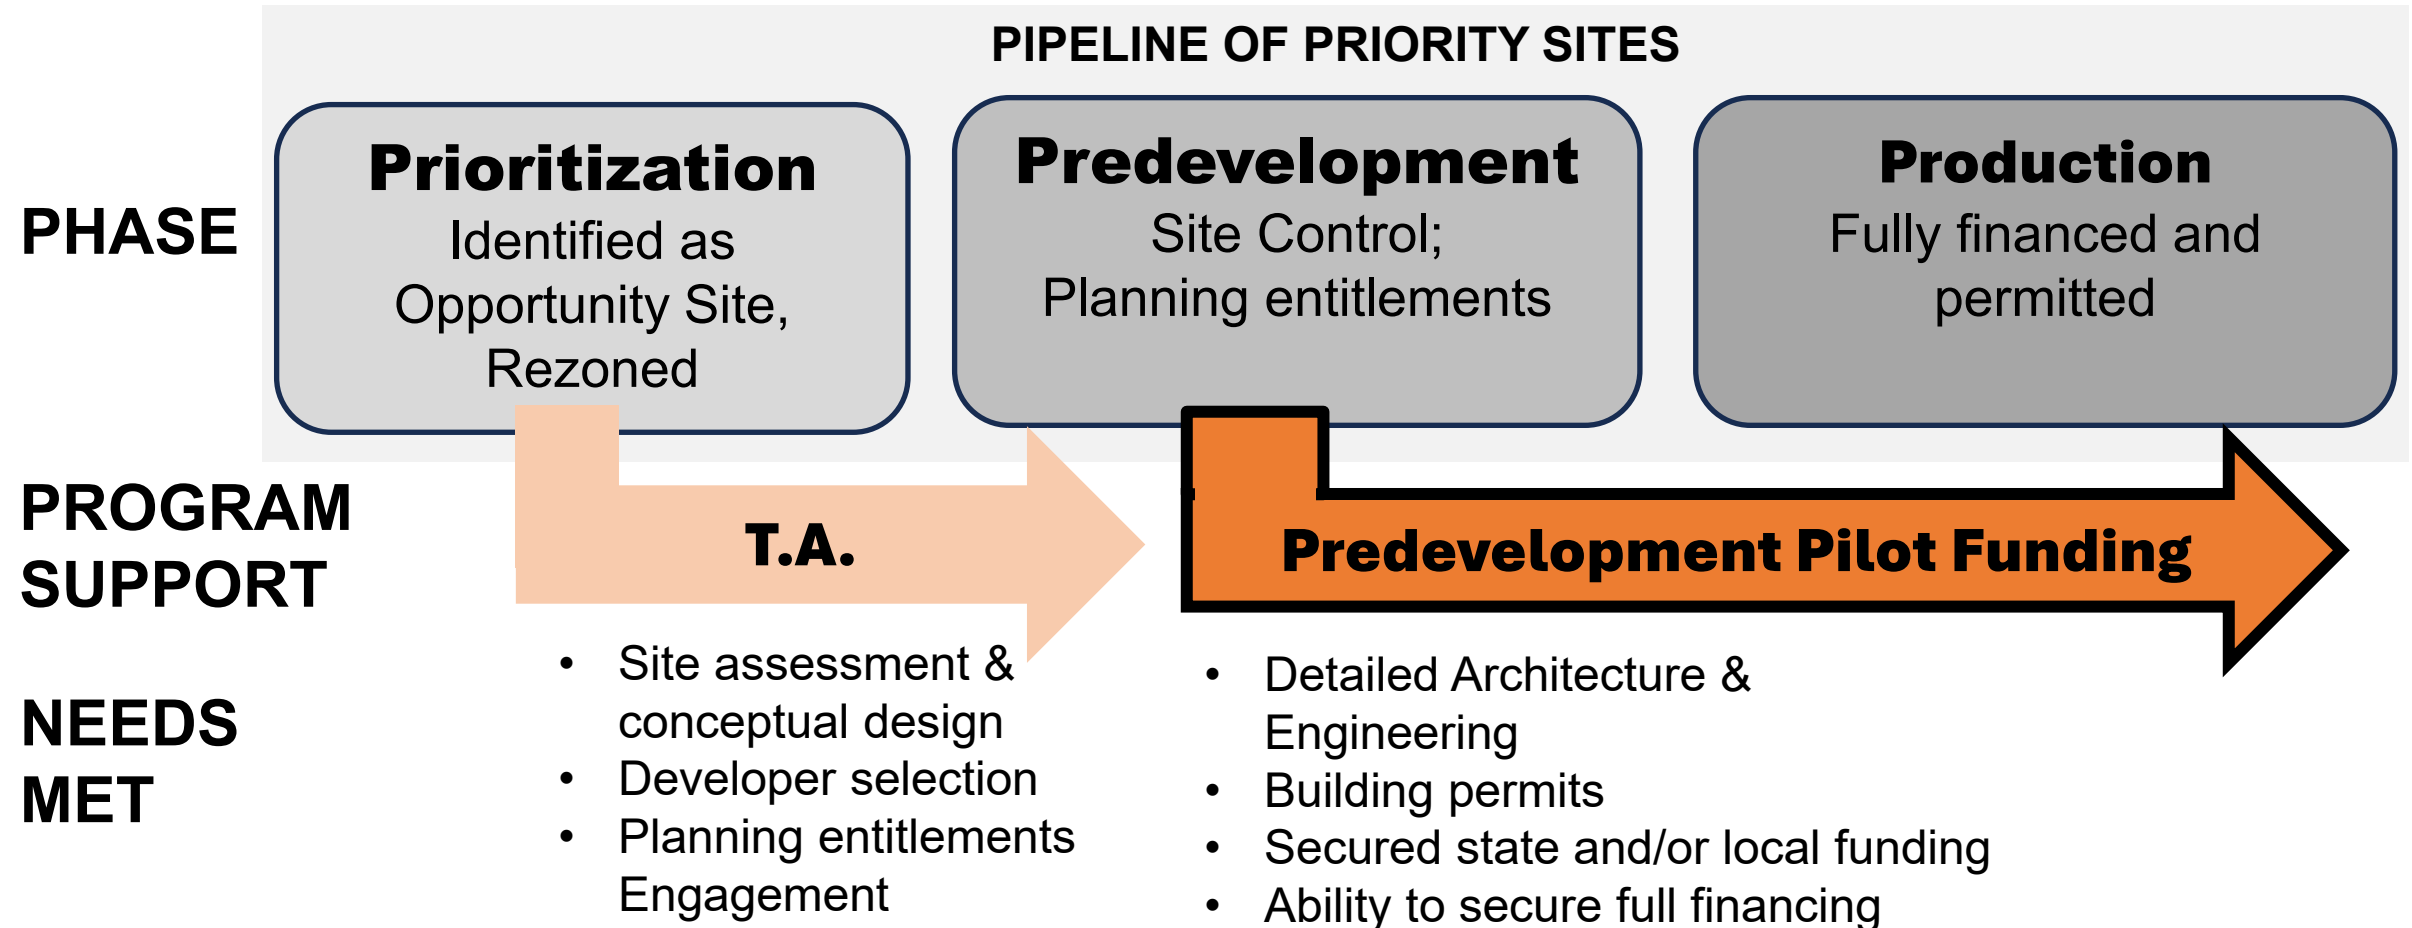 PIPELINE OF PRIORITY SITES
PHASE
Prioritization
Identified as
Opportunity Site,
Rezoned
Predevelopment
Site Control;
Planning entitlements
Production
Fully financed and
permitted
PROGRAM
SUPPORT
T.A.
Predevelopment Pilot Funding
NEEDS
MET
• Site assessment &
conceptual design
• Developer selection
• Planning entitlements
Engagement
• Detailed Architecture &
Engineering
• Building permits
• Secured state and/or local funding
• Ability to secure full financing